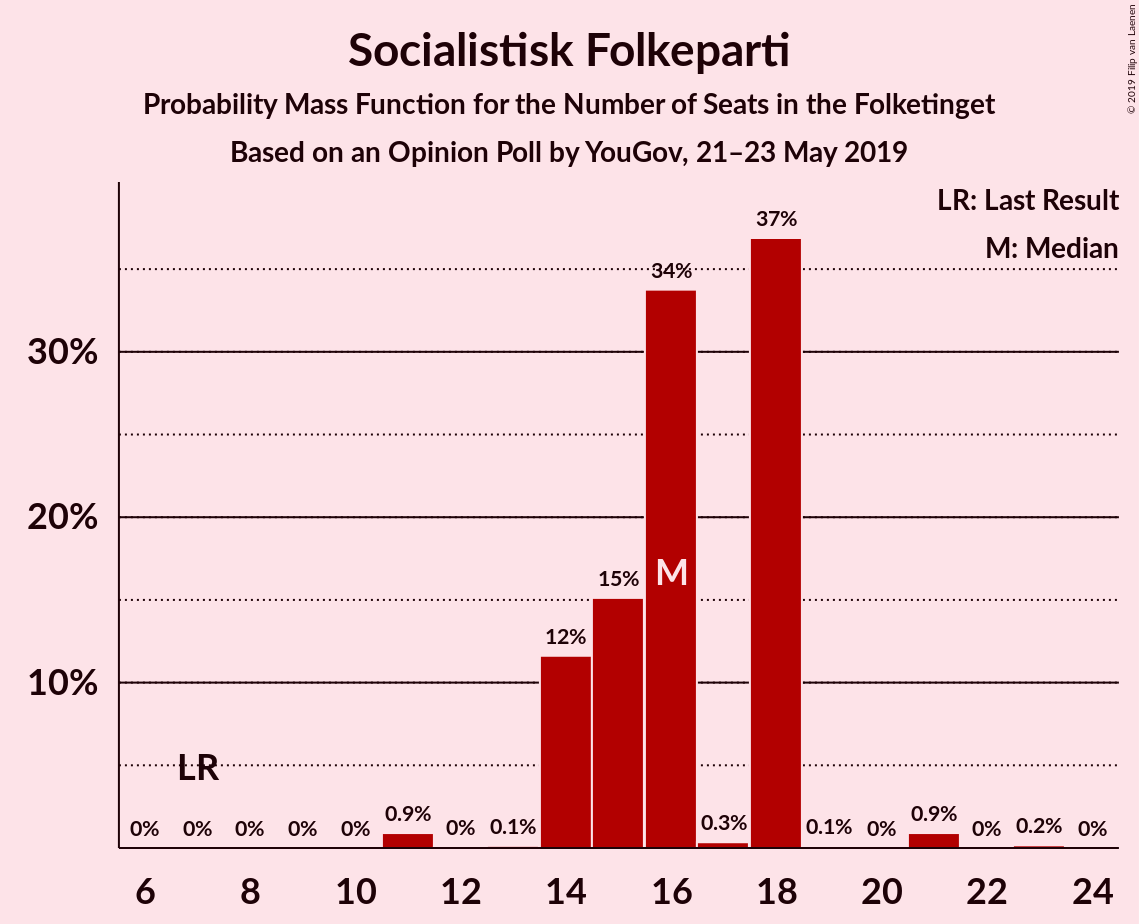 Socialistisk Folkeparti
Probability Mass Function for the Number of Seats in the Folketinget
Based on an Opinion Poll by YouGov, 21–23 May 2019
© 2019 Filip van Laenen
LR: Last Result
M: Median
37%
34%
30%
20%
15%
M
12%
10%
LR
0% 0% 0% 0% 0% 0.9% 0% 0.1% 0.3% 0.1% 0% 0.9% 0% 0.2% 0%
6 8 10 12 14 16 18 20 22 24